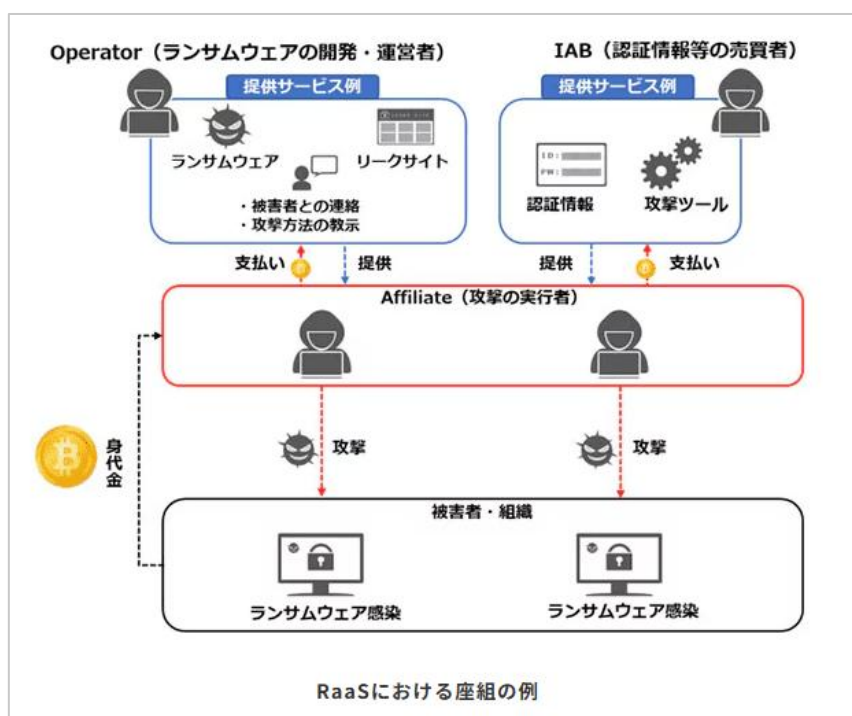 Operator（ランサムウェアの開発・運営者）
IAB（認証情報等の売買者）
提供サービス例
提供サービス例
ランサムウェア
リークサイト
・被害者との連絡
・攻撃方法の教示
ID:
PW:
認証情報
攻撃ツール
支払い
提供
提供
支払い
Affiliate（攻撃の実行者）
攻撃
攻撃
身代金
被害者・組織
ランサムウェア感染
ランサムウェア感染
RaaSにおける座組の例